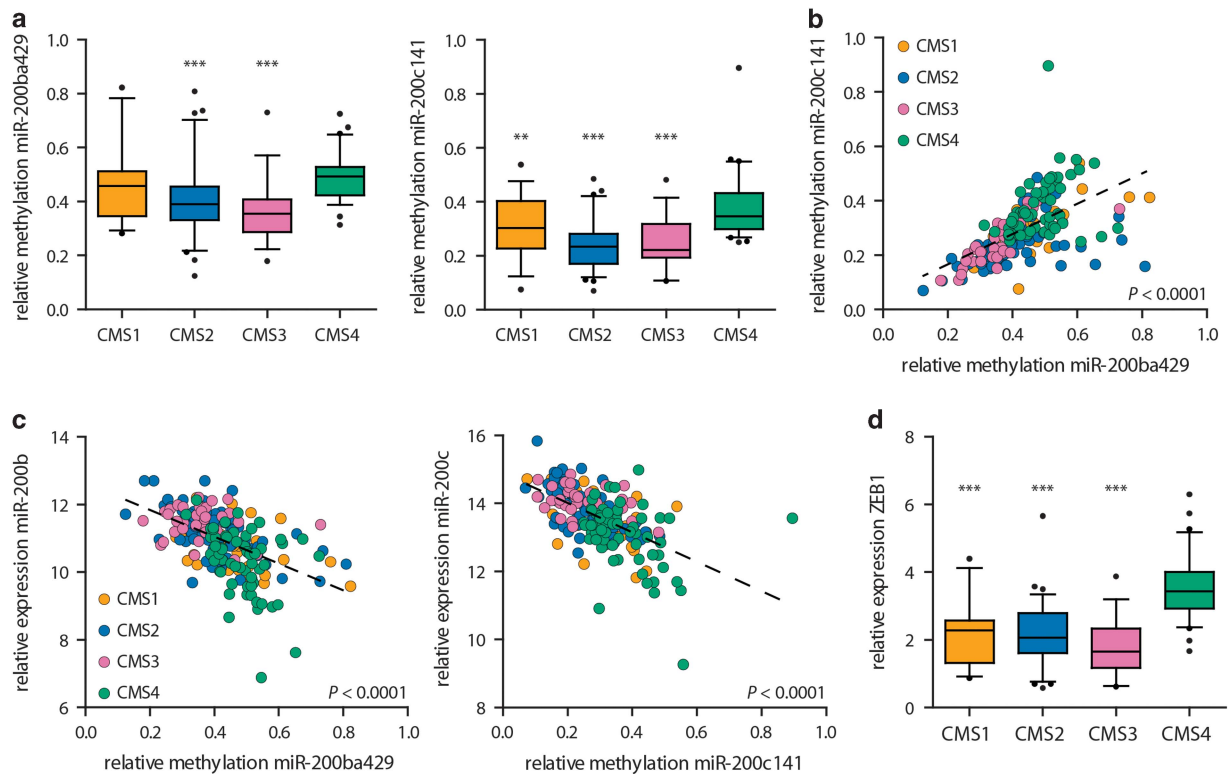 a
relative methylation miR-200ba429
1.0
0.8
0.6
0.4
0.2
0.0
*** ***
CMS1 CMS2 CMS3 CMS4
relative methylation miR-200c141
1.0
0.8
0.6
0.4
0.2
0.0
** *** ***
CMS1 CMS2 CMS3 CMS4
b
relative methylation miR-200c141
1.0
0.8
0.6
0.4
0.2
0.0
CMS1
CMS2
CMS3
CMS4
P < 0.0001
0.0 0.2 0.4 0.6 0.8 1.0
relative methylation miR-200ba429
c
relative expression miR-200b
14
12
10
8
6
CMS1
CMS2
CMS3
CMS4
P < 0.0001
0.0 0.2 0.4 0.6 0.8 1.0
relative methylation miR-200ba429
relative expression miR-200c
16
14
12
10
8
P < 0.0001
0.0 0.2 0.4 0.6 0.8 1.0
relative methylation miR-200c141
d
relative expression ZEB1
8
6
4
2
0
*** *** ***
CMS1 CMS2 CMS3 CMS4